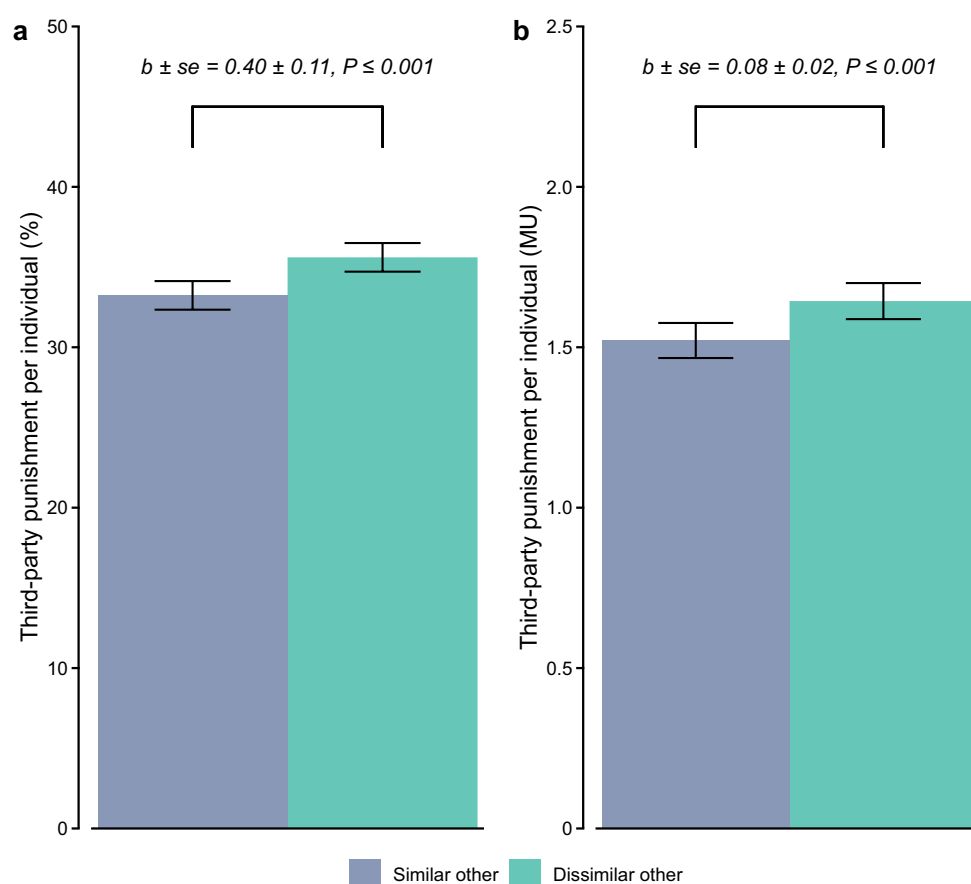 a
b ± se = 0.40 ± 0.11, P ≤ 0.001
Third-party punishment per individual (%)
50
40
30
20
10
0
b
b ± se = 0.08 ± 0.02, P ≤ 0.001
Third-party punishment per individual (MU)
2.5
2.0
1.5
1.0
0.5
0
Similar other
Dissimilar other